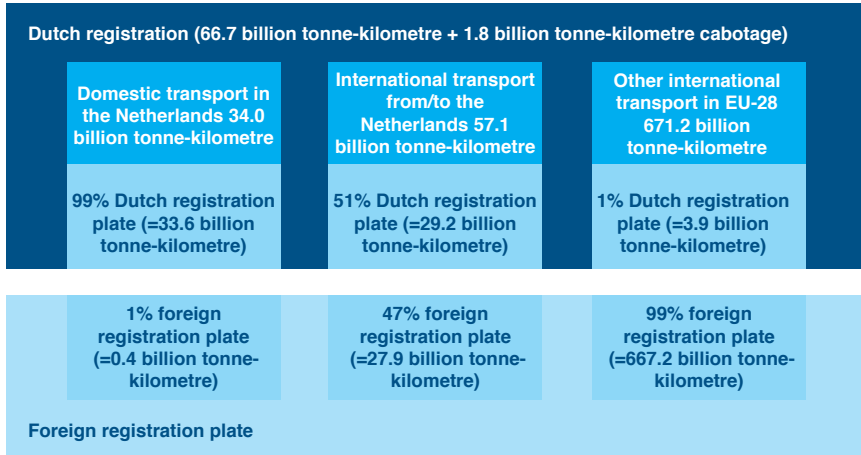 Dutch registration (66.7 billion tonne-kilometre + 1.8 billion tonne-kilometre cabotage)
Domestic transport in
the Netherlands 34.0
billion tonne-kilometre
International transport
from/to the
Netherlands 57.1
billion tonne-kilometre
Other international
transport in EU-28
671.2 billion
tonne-kilometre
99% Dutch registration
plate (=33.6 billion
tonne-kilometre)
51% Dutch registration
plate (=29.2 billion
tonne-kilometre)
1% Dutch registration
plate (=3.9 billion
tonne-kilometre)
1% foreign
registration plate
(=0.4 billion tonne-
kilometre)
47% foreign
registration plate
(=27.9 billion tonne-
kilometre)
99% foreign
registration plate
(=667.2 billion tonne-
kilometre)
Foreign registration plate